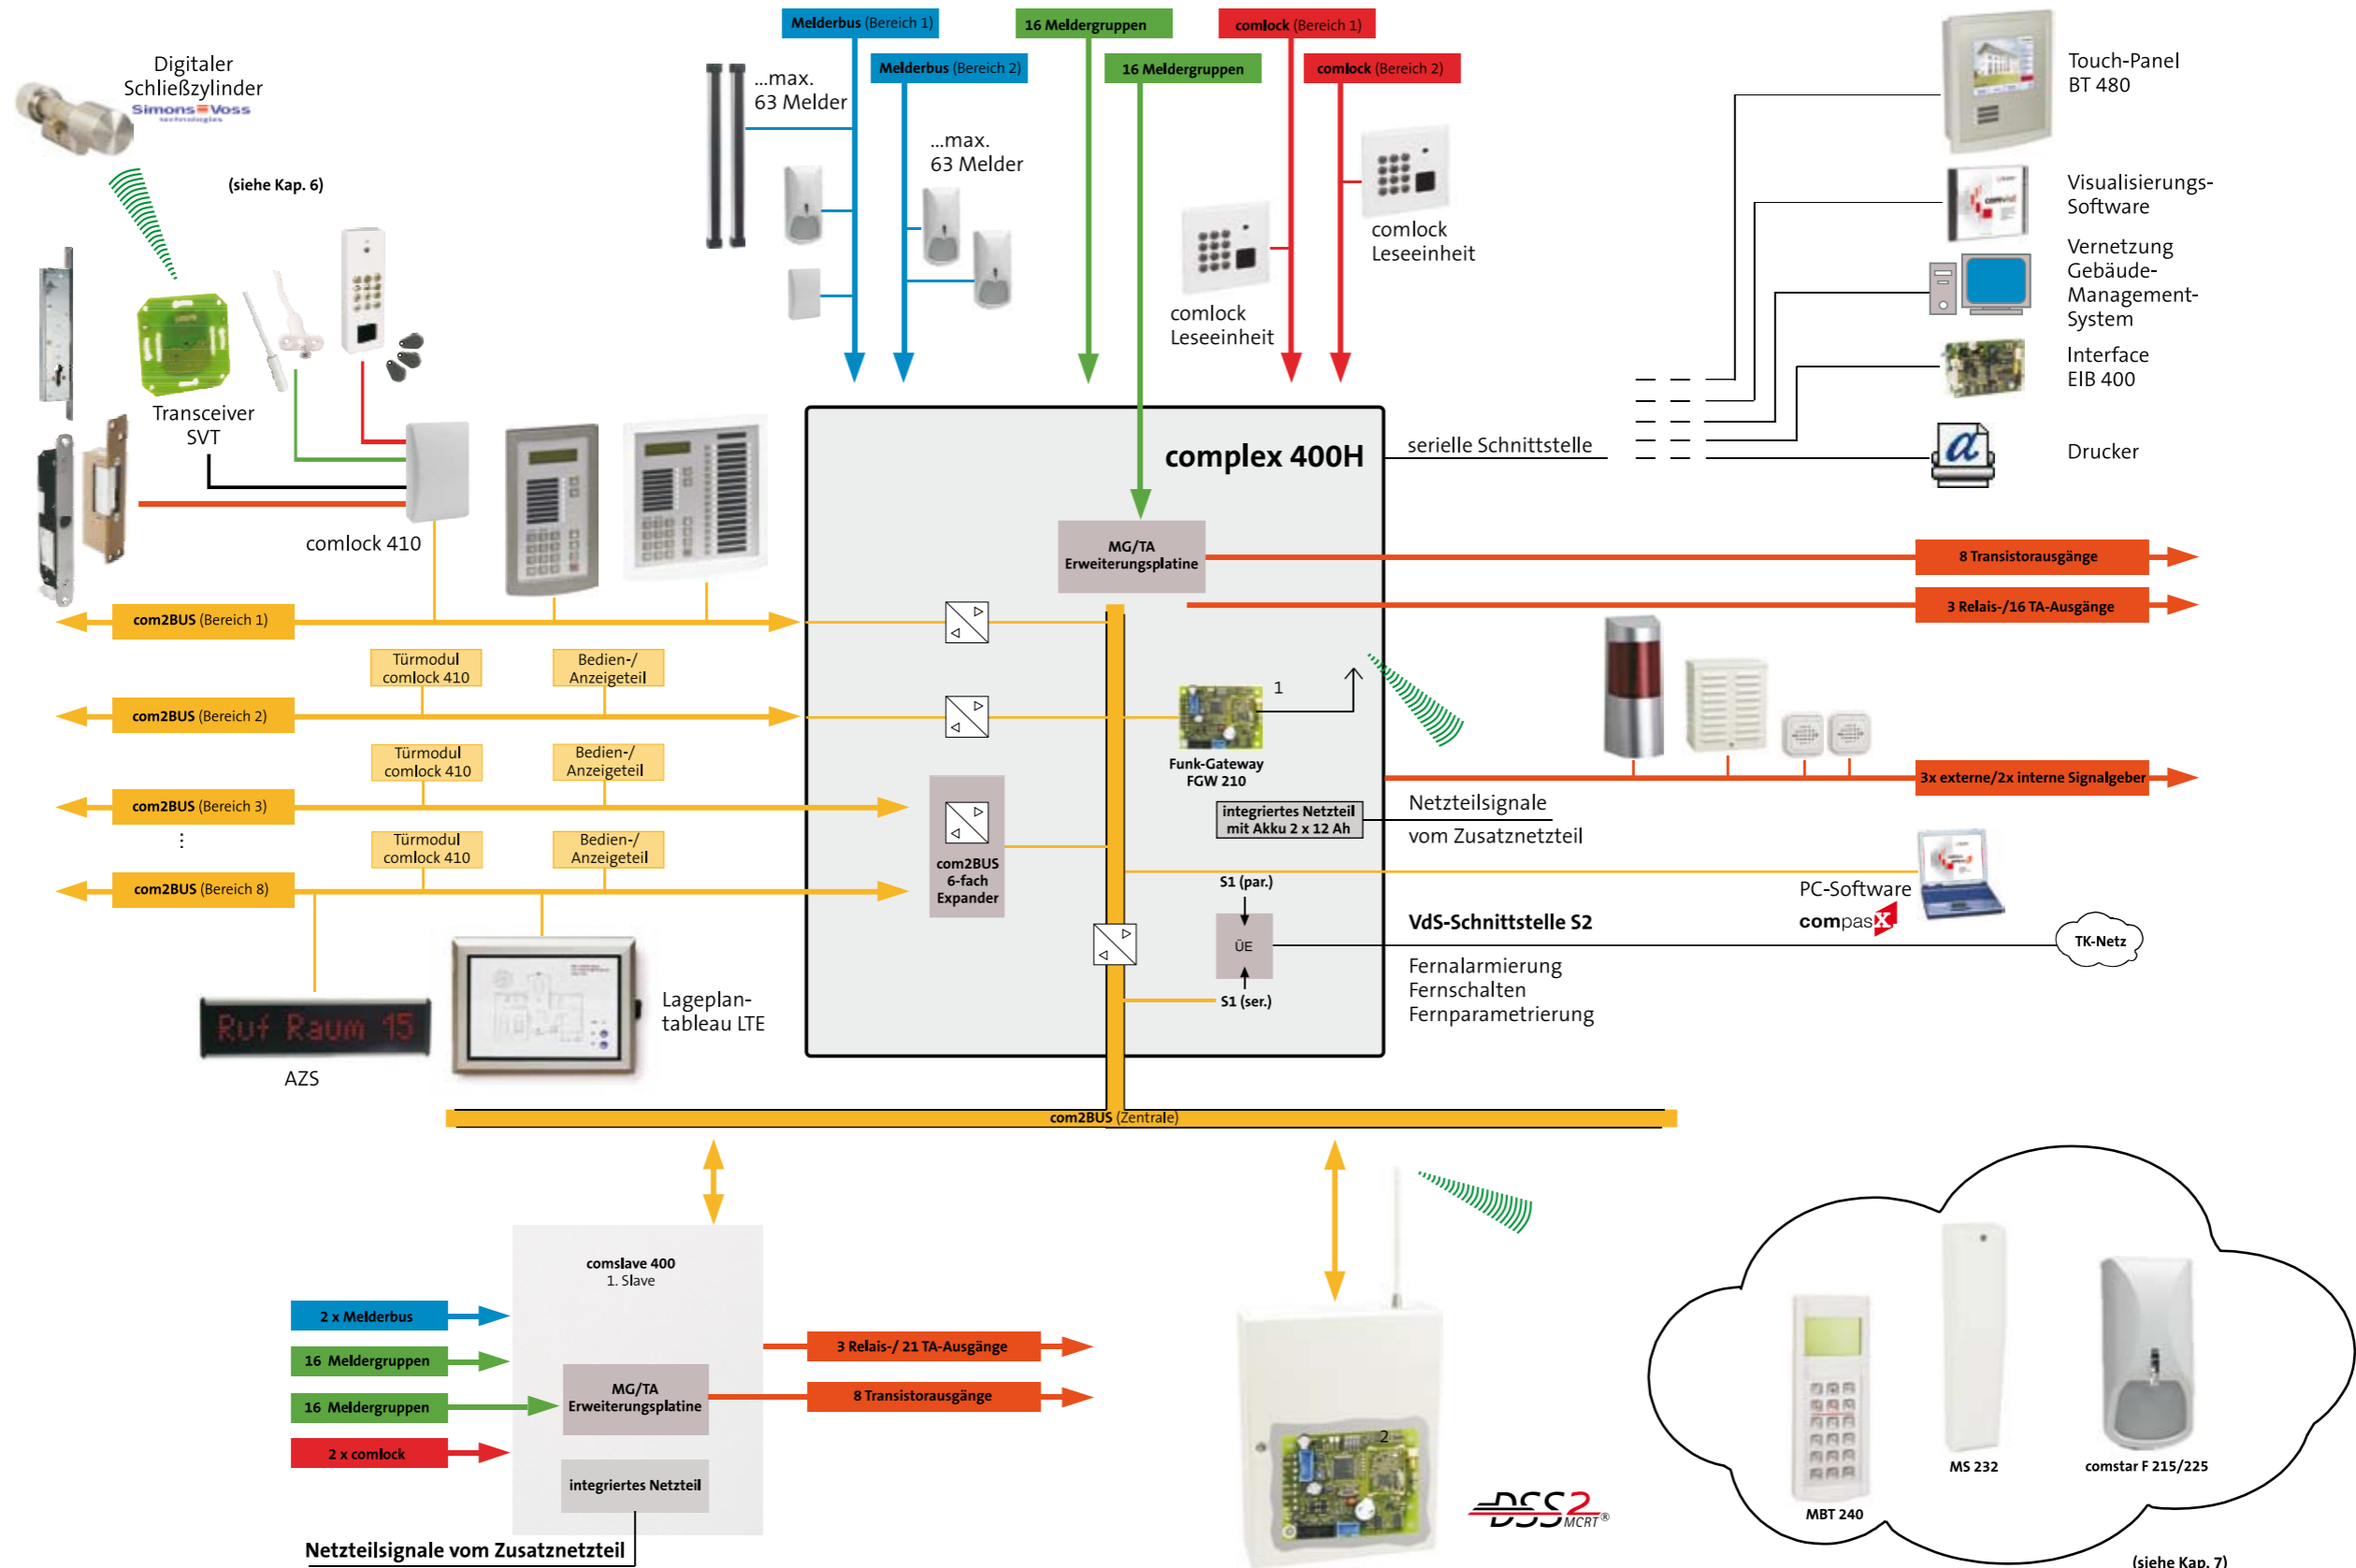 Melderbus (Bereich 1)
16 Meldergruppen
comlock (Bereich 1)
Melderbus (Bereich 2)
16 Meldergruppen
comlock (Bereich 2)
Digitaler
Schließzylinder
Simons Voss
technologies
(siehe Kap. 6)
...max.
63 Melder
...max.
63 Melder
comlock
Leseeinheit
comlock
Leseeinheit
Touch-Panel
BT 480
Visualisierungs-
Software
Vernetzung
Gebäude-
Management-
System
Interface
EIB 400
Drucker
Transceiver
SVT
comlock 410
complex 400H
serielle Schnittstelle
MG/TA
Erweiterungsplatine
8 Transistorausgänge
3 Relais-/16 TA-Ausgänge
com2BUS (Bereich 1)
Türmodul
comlock 410
Bedien-/
Anzeigeteil
com2BUS (Bereich 2)
Türmodul
comlock 410
Bedien-/
Anzeigeteil
com2BUS (Bereich 3)
⋮
Türmodul
comlock 410
Bedien-/
Anzeigeteil
com2BUS (Bereich 8)
1
Funk-Gateway
FGW 210
integriertes Netzteil
mit Akku 2 x 12 Ah
com2BUS
6-fach
Expander
3x externe/2x interne Signalgeber
Netzteilsignale
vom Zusatznetzteil
S1 (par.)
ÜE
S1 (ser.)
PC-Software
compasX
VdS-Schnittstelle S2
TK-Netz
Fernalarmierung
Fernschalten
Fernparametrierung
Ruf Raum 15
AZS
Lageplan-
tableau LTE
com2BUS (Zentrale)
comslave 400
1. Slave
2 x Melderbus
16 Meldergruppen
16 Meldergruppen
2 x comlock
MG/TA
Erweiterungsplatine
integriertes Netzteil
3 Relais-/ 21 TA-Ausgänge
8 Transistorausgänge
Netzteilsignale vom Zusatznetzteil
2
DSS2
MCRT®
MBT 240
MS 232
comstar F 215/225
(siehe Kap. 7)